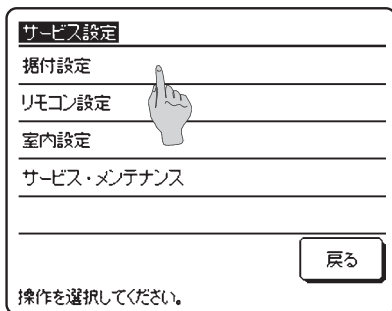 サービス設定
据付設定
リモコン設定
室内設定
サービス・メンテナンス
戻る
操作を選択してください。